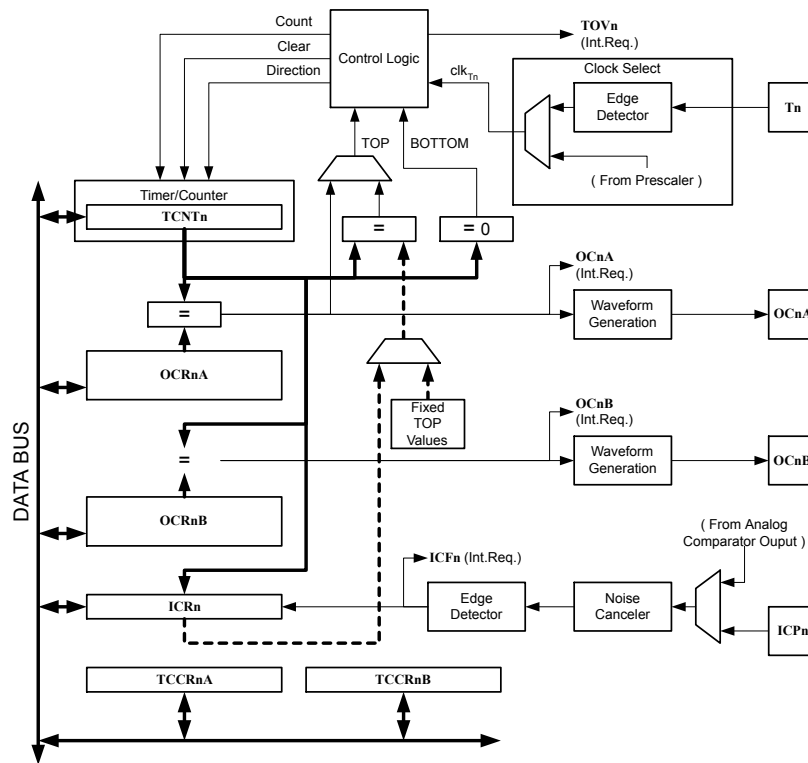 Count
Clear
Direction
Control Logic
TOVn
(Int.Req.)
clkTn
Clock Select
Edge
Detector
Tn
( From Prescaler )
TOP
BOTTOM
Timer/Counter
TCNTn
=
= 0
=
OCnA
(Int.Req.)
Waveform
Generation
OCnA
OCRnA
Fixed
TOP
Values
OCnB
(Int.Req.)
=
Waveform
Generation
OCnB
DATA BUS
OCRnB
( From Analog
Comparator Ouput )
ICFn (Int.Req.)
ICRn
Edge
Detector
Noise
Canceler
ICPn
TCCRnA
TCCRnB